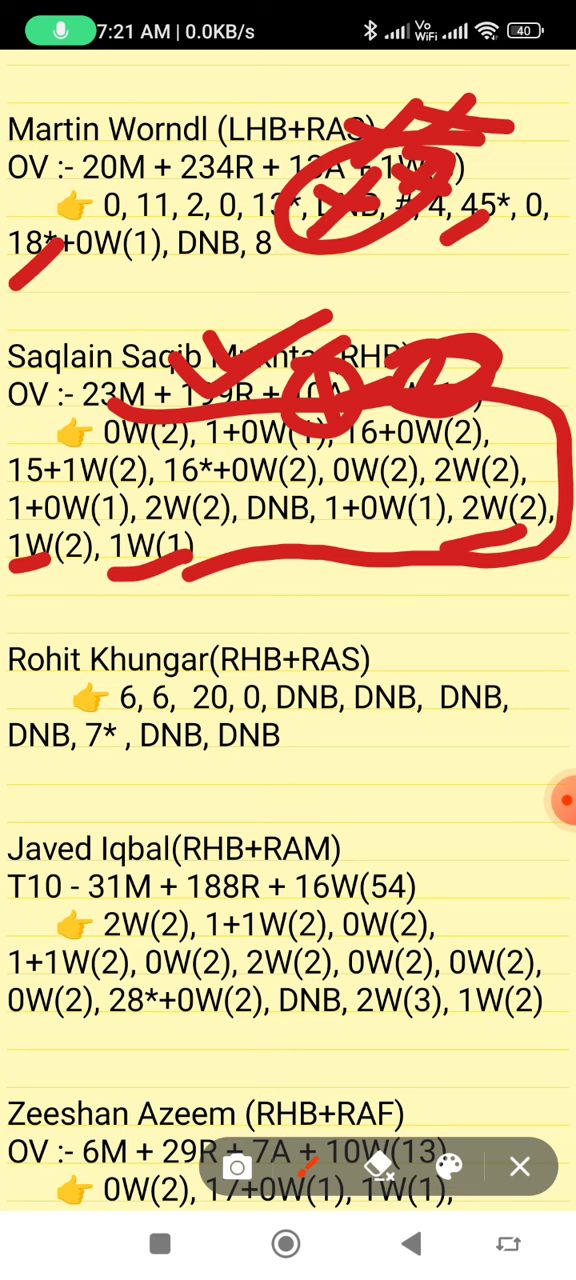 7:21 AM | 0.0KB/s
Vo
WiFi
40
Martin Worndl (LHB+RAS)
OV :- 20M + 234R +
👉 0, 11, 2, 0, 13*, DNB, #, 4, 45*, 0,
18*+0W(1), DNB, 8
Saqlain Saqib Mukhtar (RHB)
OV :- 23M + 199R +
👉 0W(2), 1+0W(1), 16+0W(2),
15+1W(2), 16*+0W(2), 0W(2), 2W(2),
1+0W(1), 2W(2), DNB, 1+0W(1), 2W(2),
1W(2), 1W(1)
Rohit Khungar(RHB+RAS)
👉 6, 6, 20, 0, DNB, DNB, DNB,
DNB, 7* , DNB, DNB
Javed Iqbal(RHB+RAM)
T10 - 31M + 188R + 16W(54)
👉 2W(2), 1+1W(2), 0W(2),
1+1W(2), 0W(2), 2W(2), 0W(2), 0W(2),
0W(2), 28*+0W(2), DNB, 2W(3), 1W(2)
Zeeshan Azeem (RHB+RAF)
OV :- 6M + 29R + 7A + 10W(13)
👉 0W(2), 17+0W(1), 1W(1),